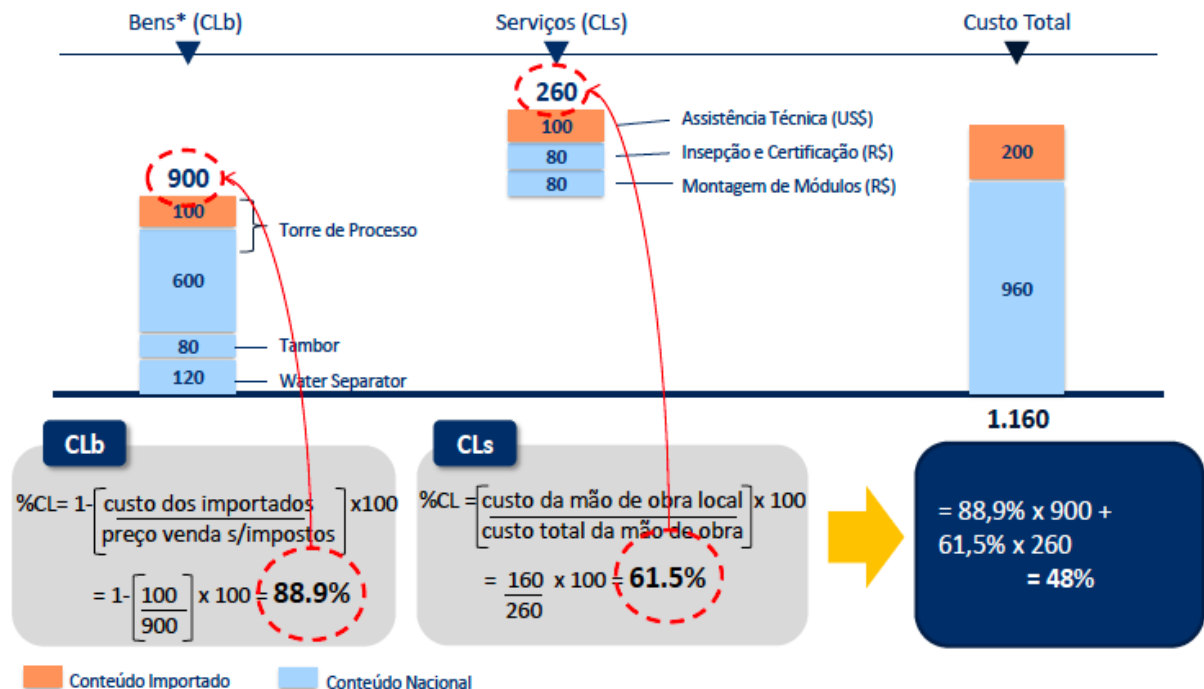 Bens* (CLb)
Serviços (CLs)
Custo Total
900
100
600
80
120
Torre de Processo
Tambor
Water Separator
260
100
80
80
Assistência Técnica (US$)
Insepção e Certificação (R$)
Montagem de Módulos (R$)
200
960
1.160
CLb
%CL= 1-[custo dos importados
preço venda s/impostos]x100
= 1-[100
900] x 100 = 88.9%
CLs
%CL =[custo da mão de obra local
custo total da mão de obra]x 100
= 160
260 x 100 = 61.5%
= 88,9% x 900 +
61,5% x 260
= 48%
Conteúdo Importado
Conteúdo Nacional